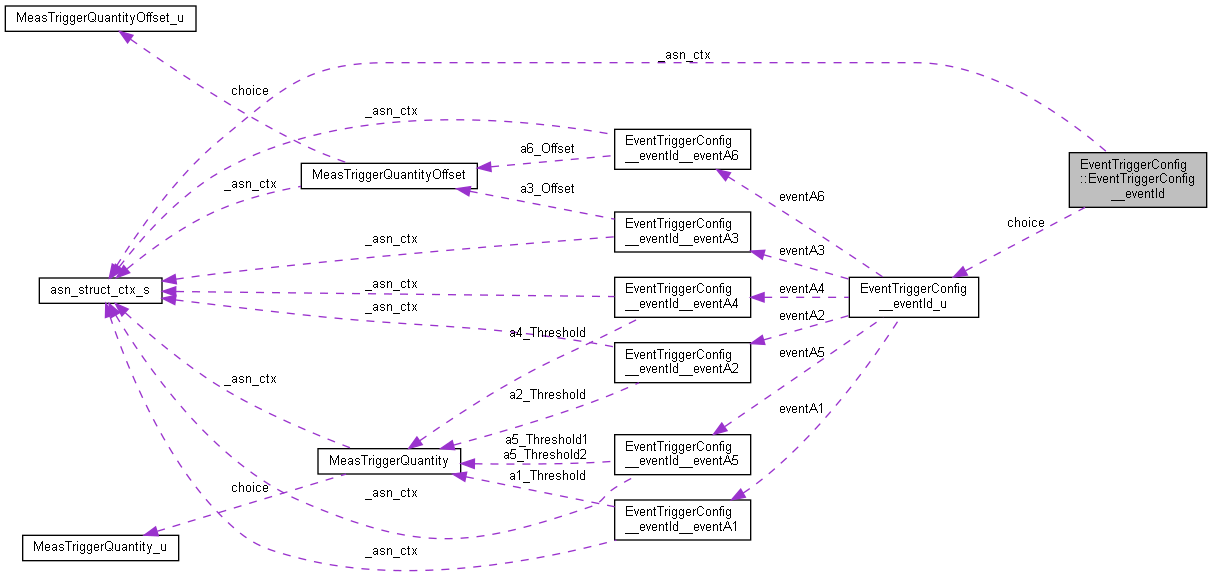 MeasTriggerQuantityOffset_u
_asn_ctx
choice
_asn_ctx
EventTriggerConfig
__eventId__eventA6
a6_Offset
EventTriggerConfig
::EventTriggerConfig
__eventId
MeasTriggerQuantityOffset
_asn_ctx
a3_Offset
eventA6
EventTriggerConfig
__eventId__eventA3
choice
_asn_ctx
eventA3
asn_struct_ctx_s
_asn_ctx
EventTriggerConfig
__eventId__eventA4
eventA4
EventTriggerConfig
__eventId_u
_asn_ctx
eventA2
a4_Threshold
EventTriggerConfig
__eventId__eventA2
eventA5
_asn_ctx
a2_Threshold
eventA1
a5_Threshold1
a5_Threshold2
EventTriggerConfig
__eventId__eventA5
MeasTriggerQuantity
a1_Threshold
choice
_asn_ctx
EventTriggerConfig
__eventId__eventA1
MeasTriggerQuantity_u
_asn_ctx